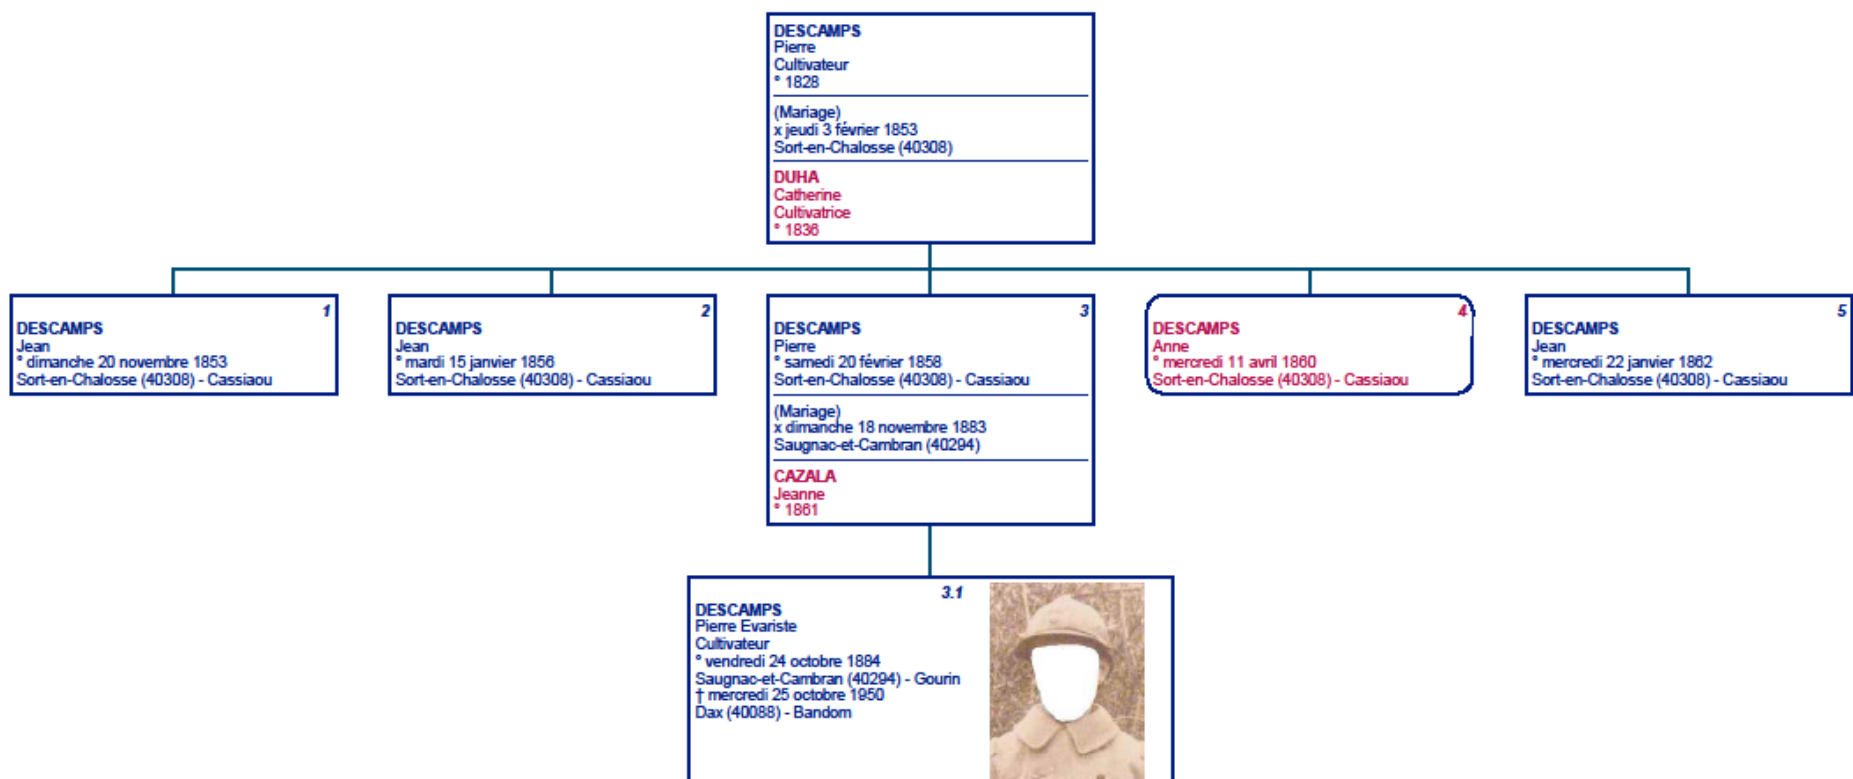 DESCAMPS
Pierre
Cultivateur
° 1828
(Mariage)
x jeudi 3 février 1853
Sort-en-Chalosse (40308)
DUHA
Catherine
Cultivatrice
° 1836
1
DESCAMPS
Jean
° dimanche 20 novembre 1853
Sort-en-Chalosse (40308) - Cassiaou
2
DESCAMPS
Jean
° mardi 15 janvier 1856
Sort-en-Chalosse (40308) - Cassiaou
3
DESCAMPS
Pierre
° samedi 20 février 1858
Sort-en-Chalosse (40308) - Cassiaou
(Mariage)
x dimanche 18 novembre 1883
Saugnac-et-Cambran (40294)
CAZALA
Jeanne
° 1861
4
DESCAMPS
Anne
° mercredi 11 avril 1860
Sort-en-Chalosse (40308) - Cassiaou
5
DESCAMPS
Jean
° mercredi 22 janvier 1862
Sort-en-Chalosse (40308) - Cassiaou
3.1
DESCAMPS
Pierre Evariste
Cultivateur
° vendredi 24 octobre 1884
Saugnac-et-Cambran (40294) - Gourin
† mercredi 25 octobre 1950
Dax (40088) - Bandom